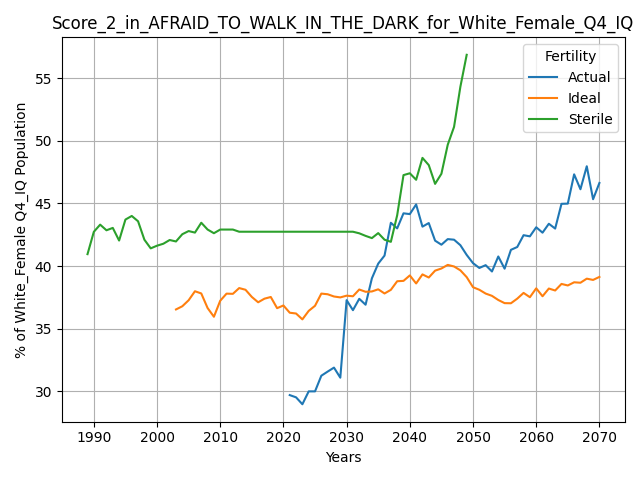 Score_2_in_AFRAID_TO_WALK_IN_THE_DARK_for_White_Female_Q4_IQ
% of White_Female Q4_IQ Population
55
50
45
40
35
30
Fertility
Actual
Ideal
Sterile
1990 2000 2010 2020 2030 2040 2050 2060 2070
Years